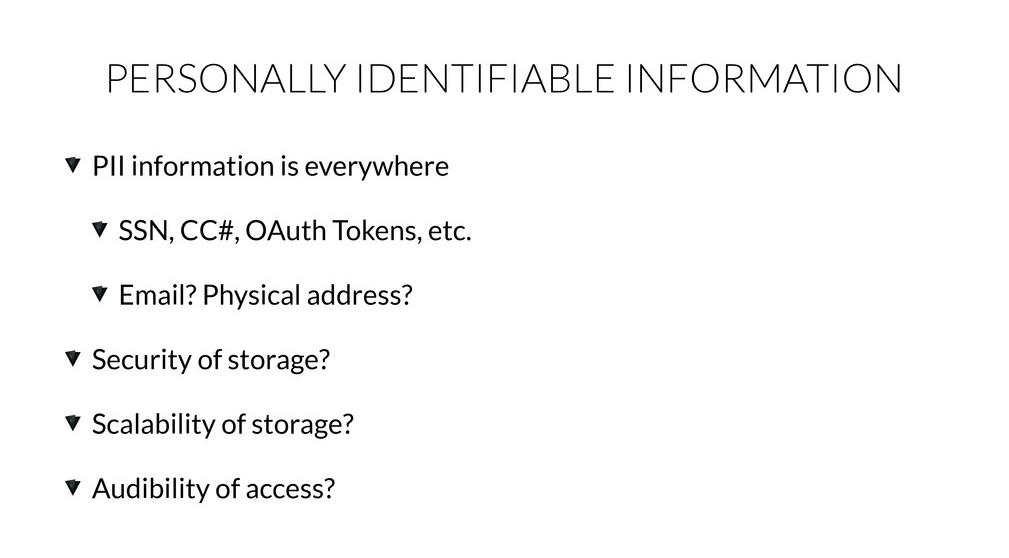 PERSONALLY IDENTIFIABLE INFORMATION
PII information is everywhere
SSN, CC#, OAuth Tokens, etc.
Email? Physical address?
Security of storage?
Scalability of storage?
Audibility of access?